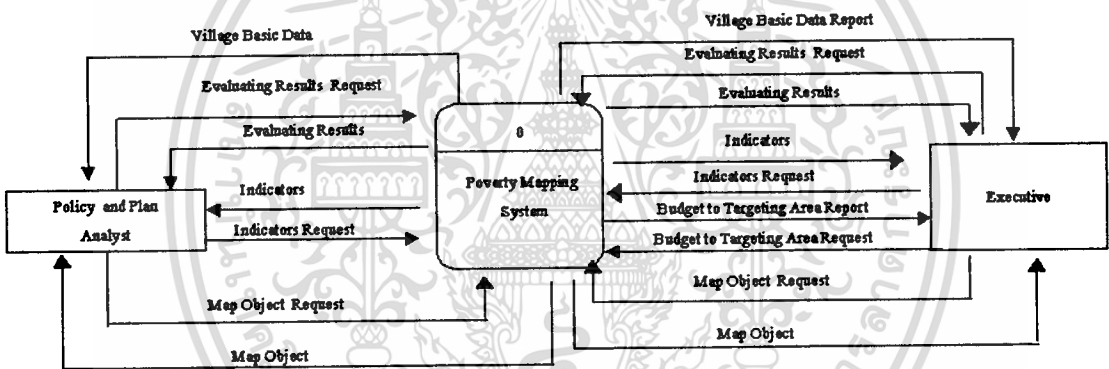 Village Basic Data Report
Village Basic Data
Evaluating Results Request
Evaluating Results Request
Evaluating Results
Evaluating Results
0
Indicators
Indicators Request
Poverty Mapping
System
Indicators
Policy and Plan
Analyst
Indicators Request
Budget to Targeting Area Report
Executive
Budget to Targeting Area Request
Map Object Request
Map Object Request
Map Object
Map Object